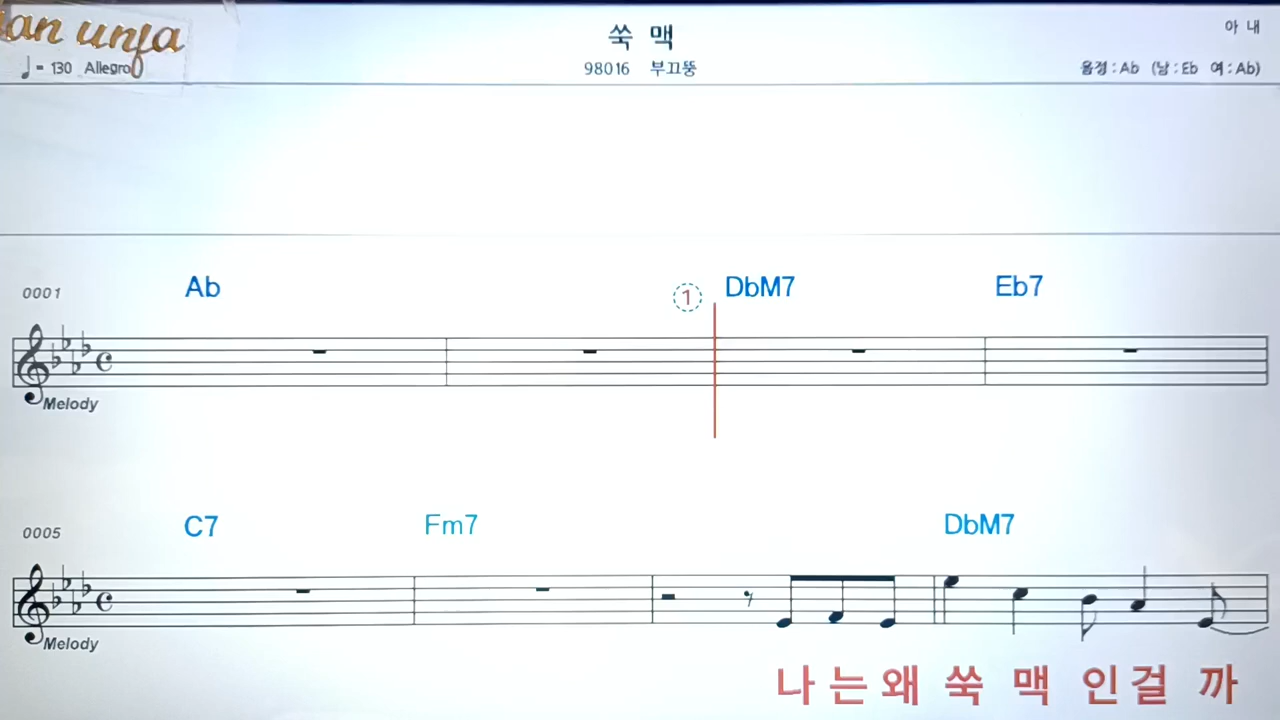 an unja
쑥 맥
아 내
♩= 130 Allegro
98016 부끄뚱
음정 : Ab (남 : Eb 여 : Ab)
0001
Ab
①
DbM7
Eb7
Melody
0005
C7
Fm7
DbM7
Melody
나 는 왜 쑥 맥 인 걸 까